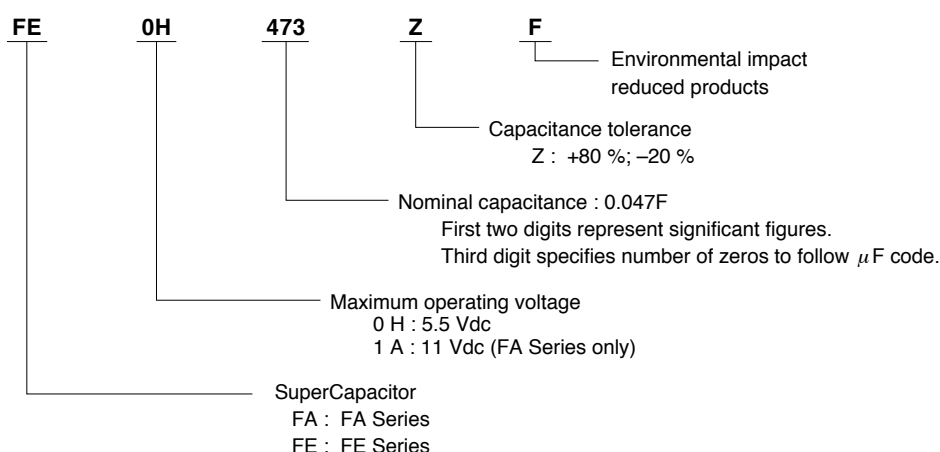 FE 0H 473 Z F
Environmental impact
reduced products
Capacitance tolerance
Z : +80 %; –20 %
Nominal capacitance : 0.047F
First two digits represent significant figures.
Third digit specifies number of zeros to follow μF code.
Maximum operating voltage
0 H : 5.5 Vdc
1 A : 11 Vdc (FA Series only)
SuperCapacitor
FA : FA Series
FE : FE Series